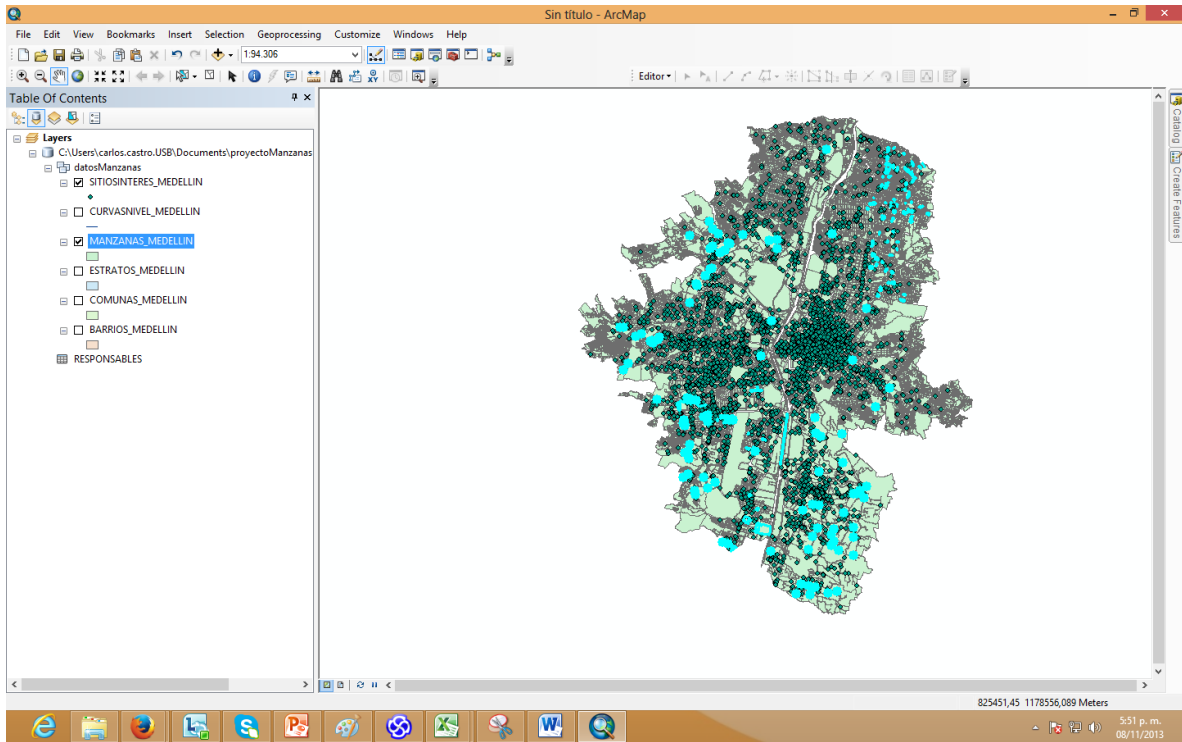 Sin título - ArcMap
File Edit View Bookmarks Insert Selection Geoprocessing Customize Windows Help
1:94.306
Editor
Table Of Contents
Layers
C:\Users\carlos.castro.USB\Documents\proyectoManzanas
datosManzanas
SITIOSINTERES_MEDELLIN
CURVASNIVEL_MEDELLIN
MANZANAS_MEDELLIN
ESTRATOS_MEDELLIN
COMUNAS_MEDELLIN
BARRIOS_MEDELLIN
RESPONSABLES
Catalog
Create Features
825451,45 1178556,089 Meters
5:51 p. m.
08/11/2013